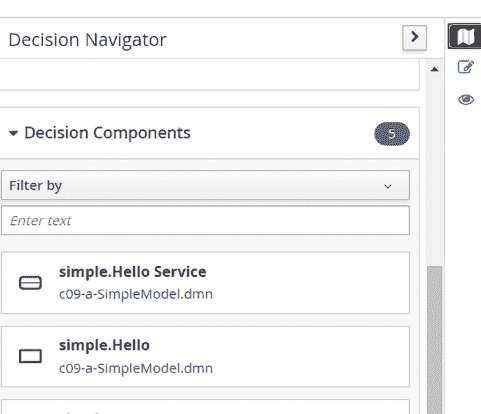 Decision Navigator
Decision Components
5
Filter by
Enter text
simple.Hello Service
c09-a-SimpleModel.dmn
simple.Hello
c09-a-SimpleModel.dmn